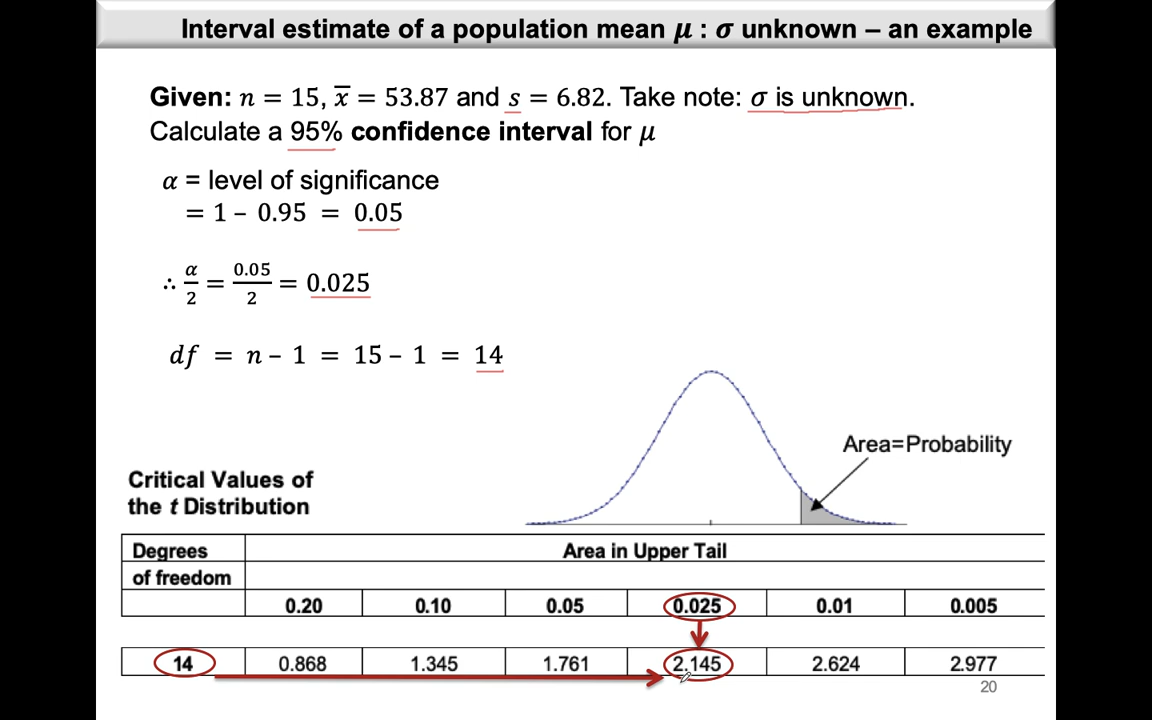 Interval estimate of a population mean μ : σ unknown – an example
Given: n = 15, x̅ = 53.87 and s = 6.82. Take note: σ is unknown.
Calculate a 95% confidence interval for μ
α = level of significance
= 1 – 0.95 = 0.05
∴ α/2 = 0.05/2 = 0.025
df = n – 1 = 15 – 1 = 14
Area=Probability
Critical Values of
the t Distribution
Degrees
of freedom
Area in Upper Tail
0.20 0.10 0.05 0.025 0.01 0.005
14 0.868 1.345 1.761 2.145 2.624 2.977
20